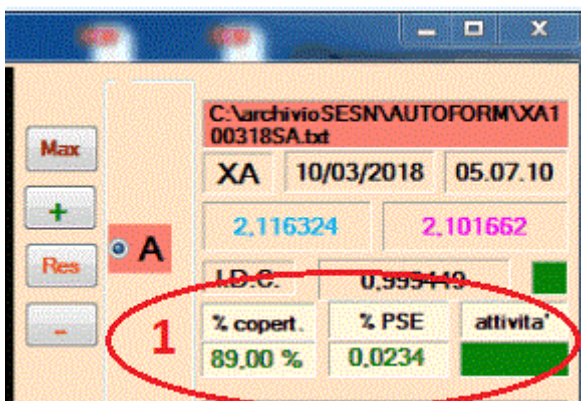 C:\archivioSESN\AUTOFORM\XA1
00318SA.txt
Max
XA 10/03/2018 05.07.10
+
2,116324 2,101662
A
Res
I.D.C. 0,995449
-
1
% copert. % PSE attivita'
89,00 % 0,0234